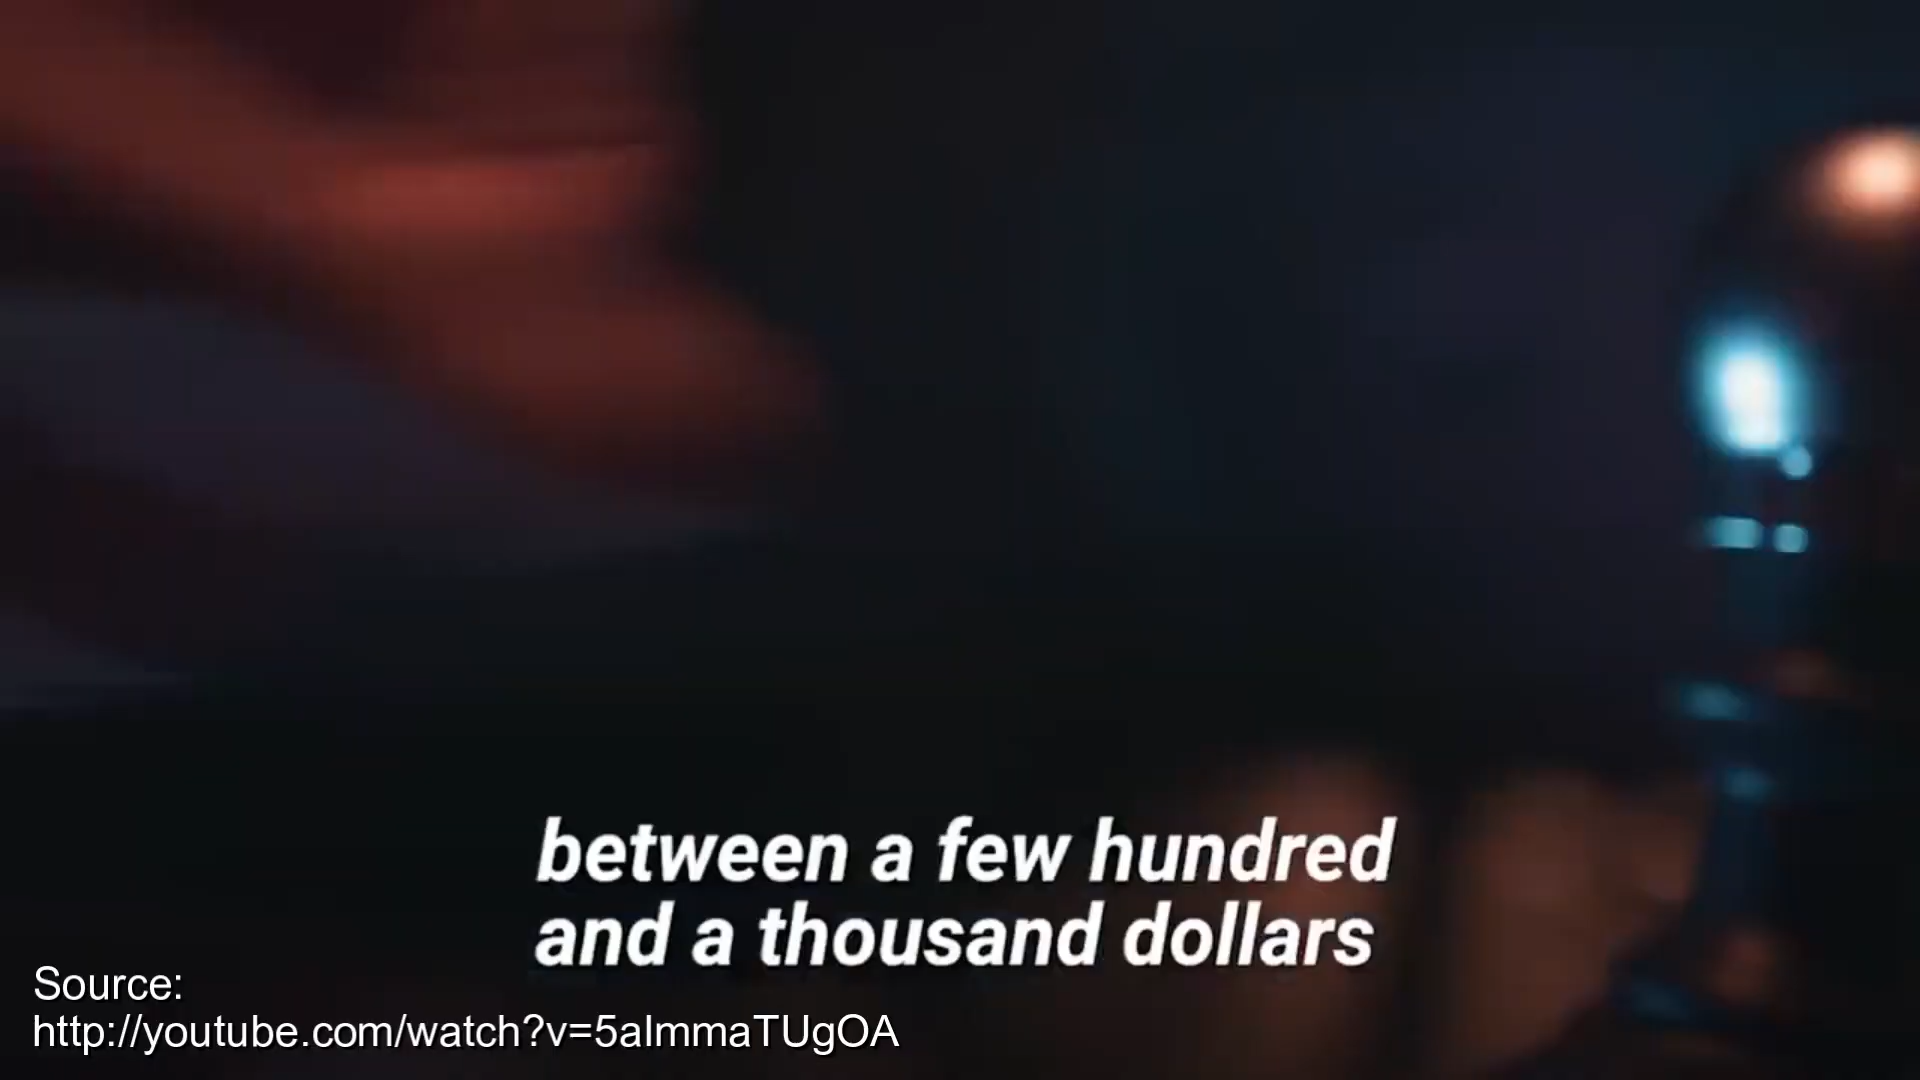 between a few hundred
and a thousand dollars
Source:
http://youtube.com/watch?v=5aImmaTUgOA